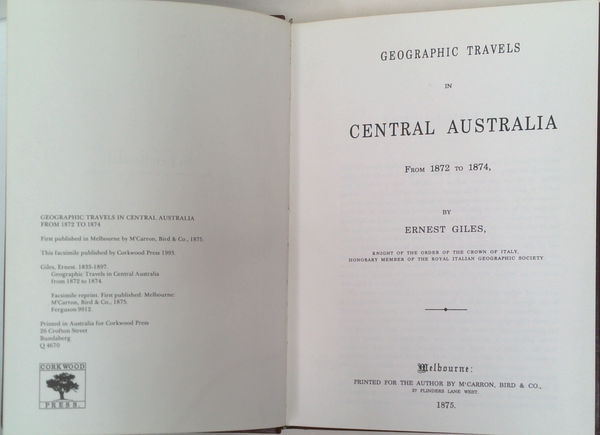 GEOGRAPHIC TRAVELS IN CENTRAL AUSTRALIA
FROM 1872 TO 1874
First published in Melbourne by McCarron, Bird & Co., 1875.
This facsimile published by Corkwood Press 1993.
Giles, Ernest. 1835-1897.
Geographic Travels in Central Australia
from 1872 to 1874.
Facsimile reprint. First published: Melbourne:
McCarron, Bird & Co., 1875.
Ferguson 9912.
Printed in Australia for Corkwood Press
26 Crofton Street
Bundaberg
Q 4670
CORKWOOD
PRESS.
GEOGRAPHIC TRAVELS
IN
CENTRAL AUSTRALIA
FROM 1872 TO 1874,
BY
ERNEST GILES,
KNIGHT OF THE ORDER OF THE CROWN OF ITALY,
HONORARY MEMBER OF THE ROYAL ITALIAN GEOGRAPHIC SOCIETY
Melbourne:
PRINTED FOR THE AUTHOR BY McCARRON, BIRD & CO.,
37 FLINDERS LANE WEST.
1875.